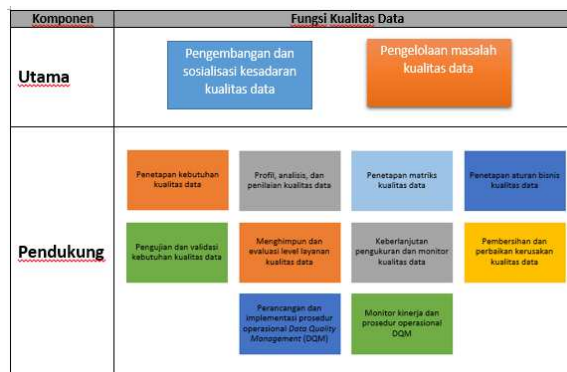 Komponen
Fungsi Kualitas Data
Utama
Pengembangan dan
sosialisasi kesadaran
kualitas data
Pengelolaan masalah
kualitas data
Pendukung
Penetapan kebutuhan
kualitas data
Profil, analisis, dan
penilaian kualitas data
Penetapan matriks
kualitas data
Penetapan aturan bisnis
kualitas data
Pengujian dan validasi
kebutuhan kualitas data
Menghimpun dan
evaluasi level layanan
kualitas data
Keberlanjutan
pengukuran dan monitor
kualitas data
Pembersihan dan
perbaikan kerusakan
kualitas data
Perancangan dan
implementasi prosedur
operasional Data Quality
Management (DQM)
Monitor kinerja dan
prosedur operasional
DQM